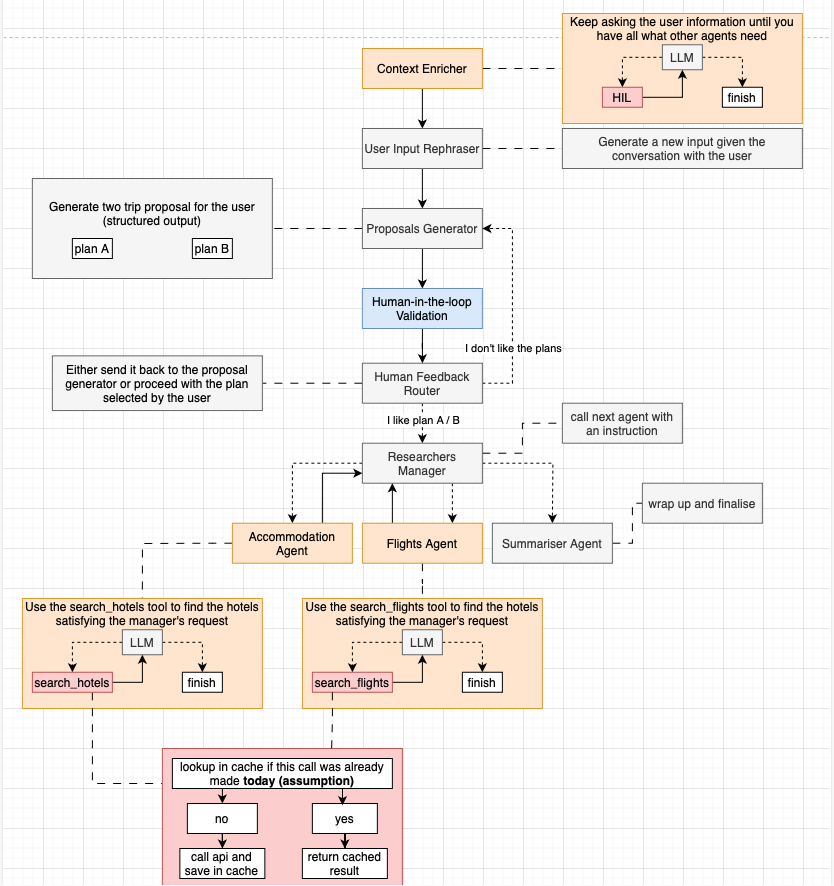 Keep asking the user information until you
have all what other agents need
LLM
HIL
finish
Context Enricher
User Input Rephraser
Generate a new input given the
conversation with the user
Generate two trip proposal for the user
(structured output)
plan A
plan B
Proposals Generator
Human-in-the-loop
Validation
I don't like the plans
Either send it back to the proposal
generator or proceed with the plan
selected by the user
Human Feedback
Router
I like plan A / B
call next agent with
an instruction
Researchers
Manager
wrap up and finalise
Accommodation
Agent
Flights Agent
Summariser Agent
Use the search_hotels tool to find the hotels
satisfying the manager's request
LLM
search_hotels
finish
Use the search_flights tool to find the hotels
satisfying the manager's request
LLM
search_flights
finish
lookup in cache if this call was already
made today (assumption)
no
yes
call api and
save in cache
return cached
result